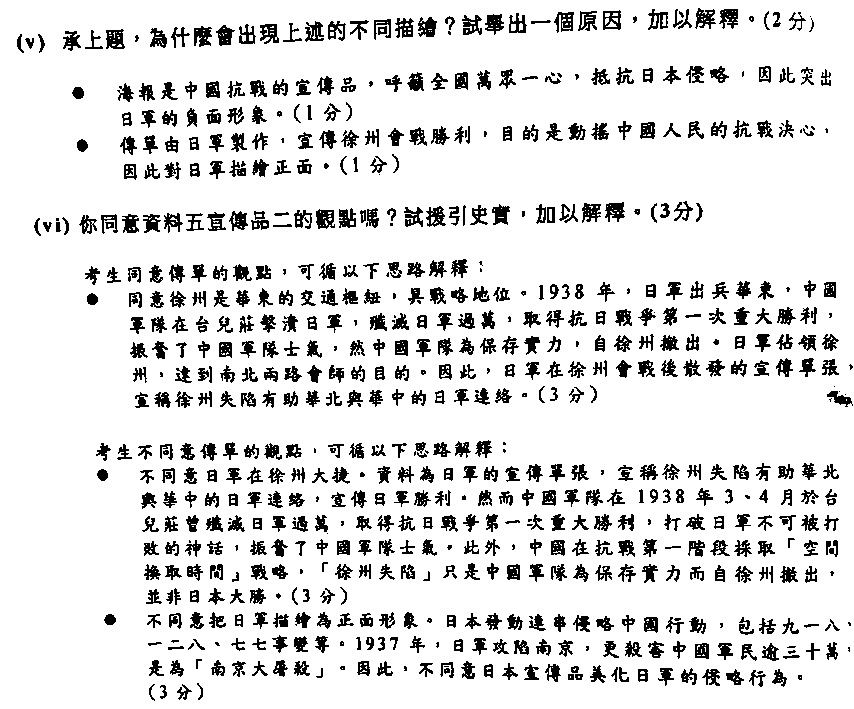 (v) 承上題，為什麼會出現上述的不同描繪？試舉出一個原因，加以解釋。(2 分)
● 海報是中國抗戰的宣傳品，呼籲全國萬眾一心，抵抗日本侵略，因此突出
日軍的負面形象。(1 分)
● 傳單由日軍製作，宣傳徐州會戰勝利，目的是動搖中國人民的抗戰決心，
因此對日軍描繪正面。(1 分)
(vi) 你同意資料五宣傳品二的觀點嗎？試援引史實，加以解釋。(3分)
考生同意傳單的觀點，可循以下思路解釋：
● 同意徐州是華東的交通樞紐，具戰略地位。1938 年，日軍出兵華東，中國
軍隊在台兒莊擊潰日軍，殲滅日軍過萬，取得抗日戰爭第一次重大勝利，
振奮了中國軍隊士氣，然中國軍隊為保存實力，自徐州撤出。日軍佔領徐
州，達到南北兩路會師的目的。因此，日軍在徐州會戰後散發的宣傳單張，
宣稱徐州失陷有助華北與華中的日軍連絡。(3 分)
考生不同意傳單的觀點，可循以下思路解釋：
● 不同意日軍在徐州大捷。資料為日軍的宣傳單張，宣稱徐州失陷有助華北
與華中的日軍連絡，宣傳日軍勝利。然而中國軍隊在 1938 年 3、4 月於台
兒莊曾殲滅日軍過萬，取得抗日戰爭第一次重大勝利，打破日軍不可被打
敗的神話，振奮了中國軍隊士氣。此外，中國在抗戰第一階段採取「空間
換取時間」戰略，「徐州失陷」只是中國軍隊為保存實力而自徐州撤出，
並非日本大勝。(3 分)
● 不同意把日軍描繪為正面形象。日本發動連串侵略中國行動，包括九一八、
一二八、七七事變等。1937 年，日軍攻陷南京，更殺害中國軍民逾三十萬，
是為「南京大屠殺」。因此，不同意日本宣傳品美化日軍的侵略行為。
(3 分)